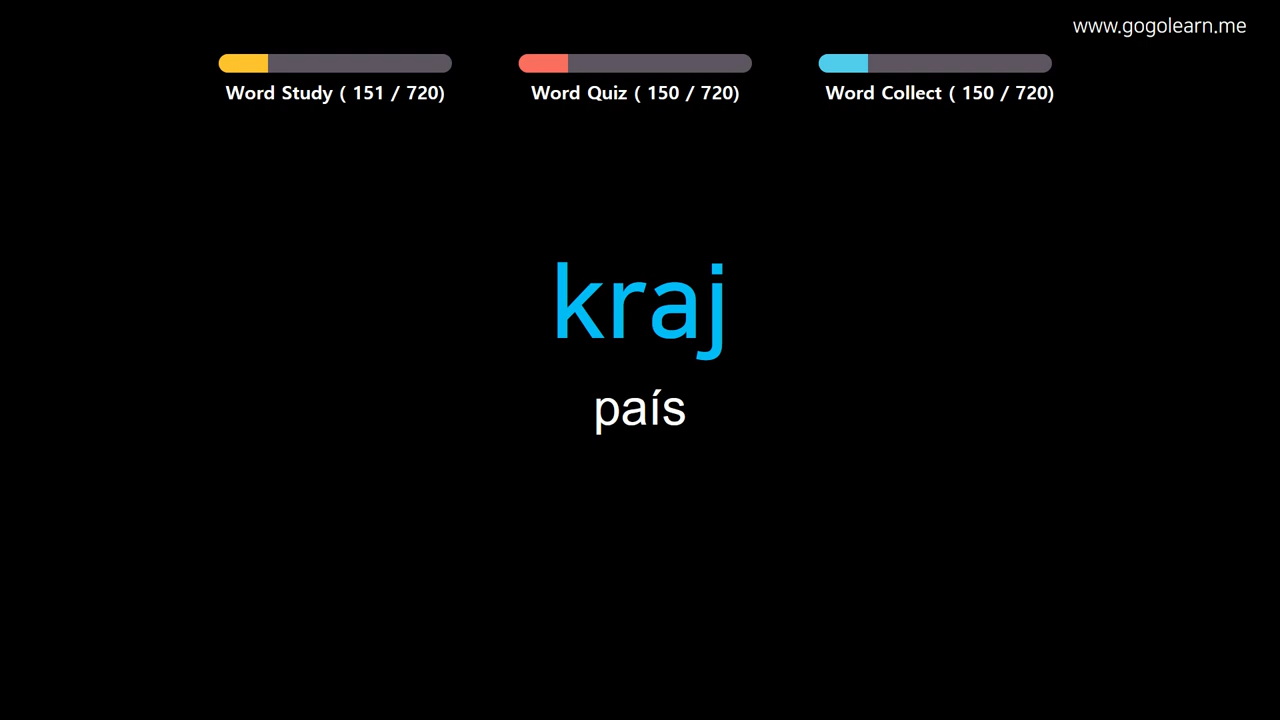 www.gogolearn.me
Word Study ( 151 / 720)
Word Quiz ( 150 / 720)
Word Collect ( 150 / 720)
kraj
país